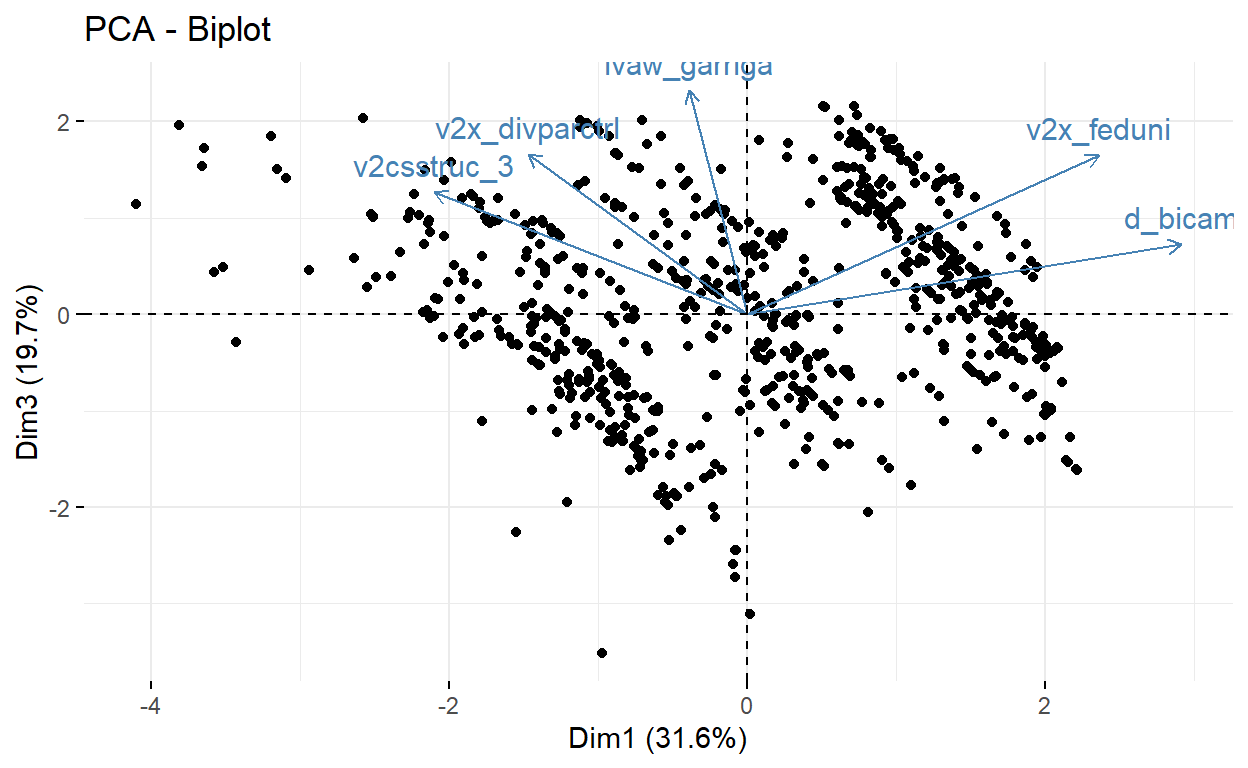 PCA - Biplot
lvaw_garriga
v2x_divparctrl
v2x_feduni
v2csstruc_3
d_bicam
2
0
-2
Dim3 (19.7%)
-4 -2 0 2
Dim1 (31.6%)